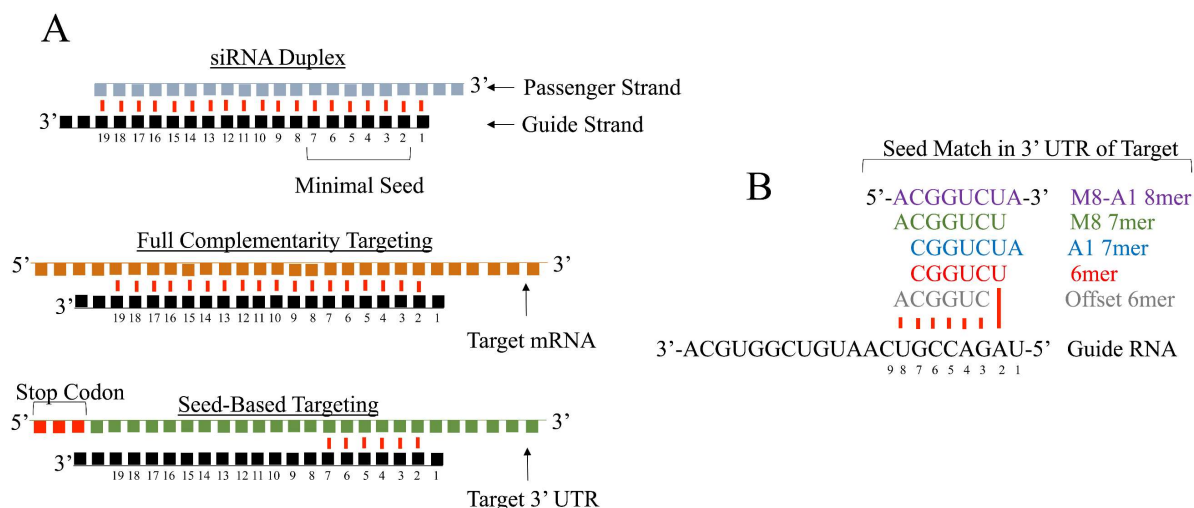 A
siRNA Duplex
3’
Passenger Strand
3’
Guide Strand
19 18 17 16 15 14 13 12 11 10 9 8 7 6 5 4 3 2 1
Minimal Seed
Full Complementarity Targeting
5’
3’
3’
19 18 17 16 15 14 13 12 11 10 9 8 7 6 5 4 3 2 1
Target mRNA
Stop Codon
Seed-Based Targeting
5’
3’
3’
19 18 17 16 15 14 13 12 11 10 9 8 7 6 5 4 3 2 1
Target 3’ UTR
B
Seed Match in 3’ UTR of Target
5’-ACGGUCUA-3’ M8-A1 8mer
ACGGUCU M8 7mer
CGGUCUA A1 7mer
CGGUCU 6mer
ACGGUC Offset 6mer
3’-ACGUGGCUGUAACUGCCAGAU-5’ Guide RNA
9 8 7 6 5 4 3 2 1